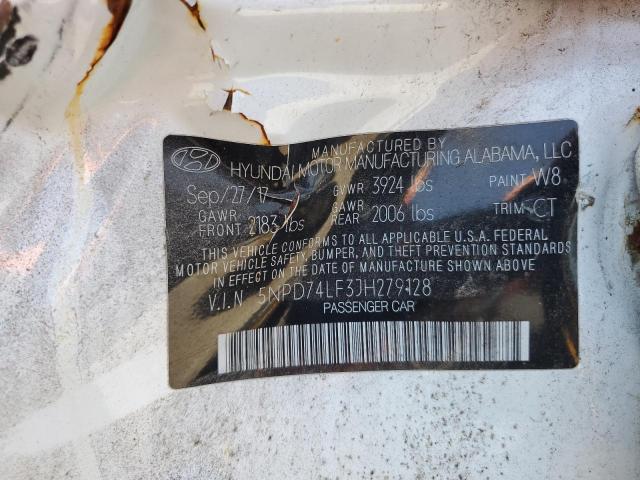 MANUFACTURED BY
HYUNDAI MOTOR MANUFACTURING ALABAMA, LLC
Sep/27/17 GVWR 3924 lbs PAINT W8
GAWR FRONT 2183 lbs GAWR REAR 2006 lbs TRIM CT
THIS VEHICLE CONFORMS TO ALL APPLICABLE U.S.A. FEDERAL
MOTOR VEHICLE SAFETY, BUMPER, AND THEFT PREVENTION STANDARDS
IN EFFECT ON THE DATE OF MANUFACTURE SHOWN ABOVE
V.I.N 5NPD74LF3JH279128
PASSENGER CAR